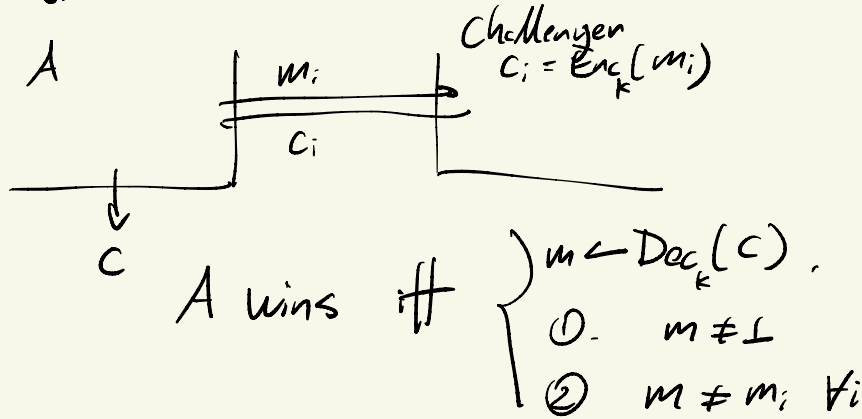 Challenger
A
m_i
c_i = Enc_k(m_i)
c_i
C
m ← Dec_k(C).
A wins iff
①. m ≠ ⊥
② m ≠ m_i ∀i